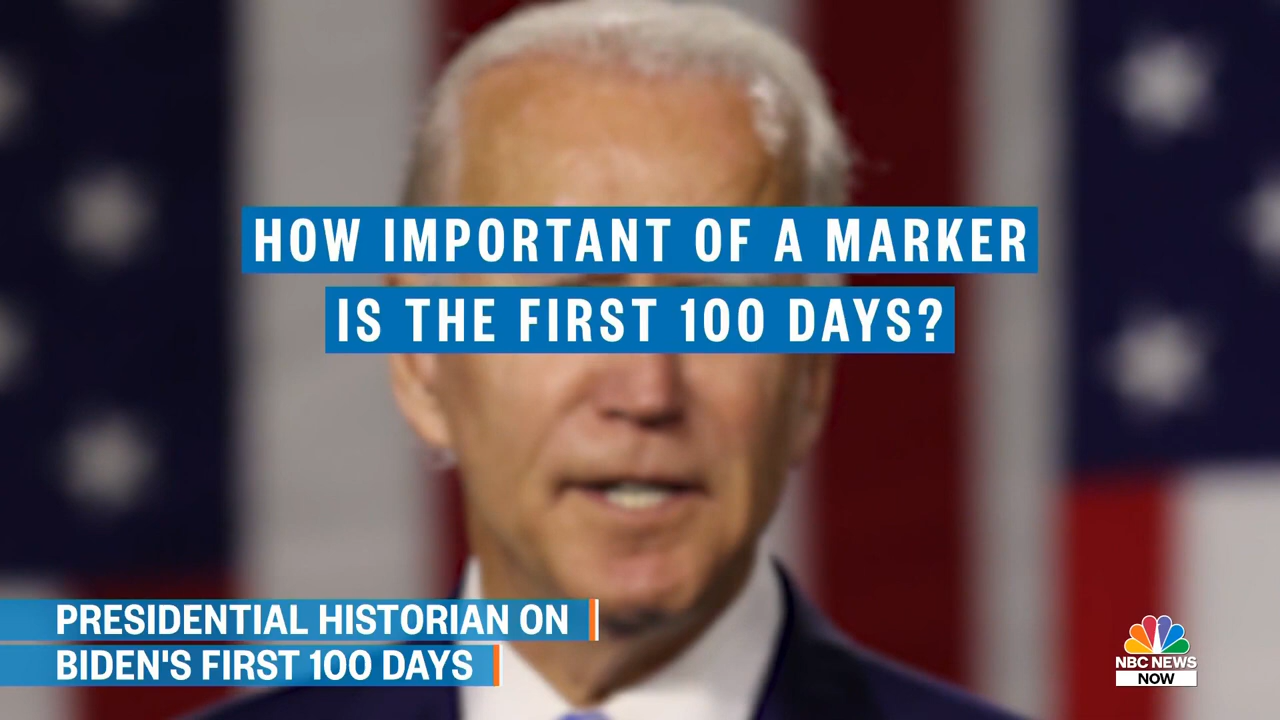 HOW IMPORTANT OF A MARKER
IS THE FIRST 100 DAYS?
PRESIDENTIAL HISTORIAN ON
BIDEN'S FIRST 100 DAYS
NBC NEWS
NOW